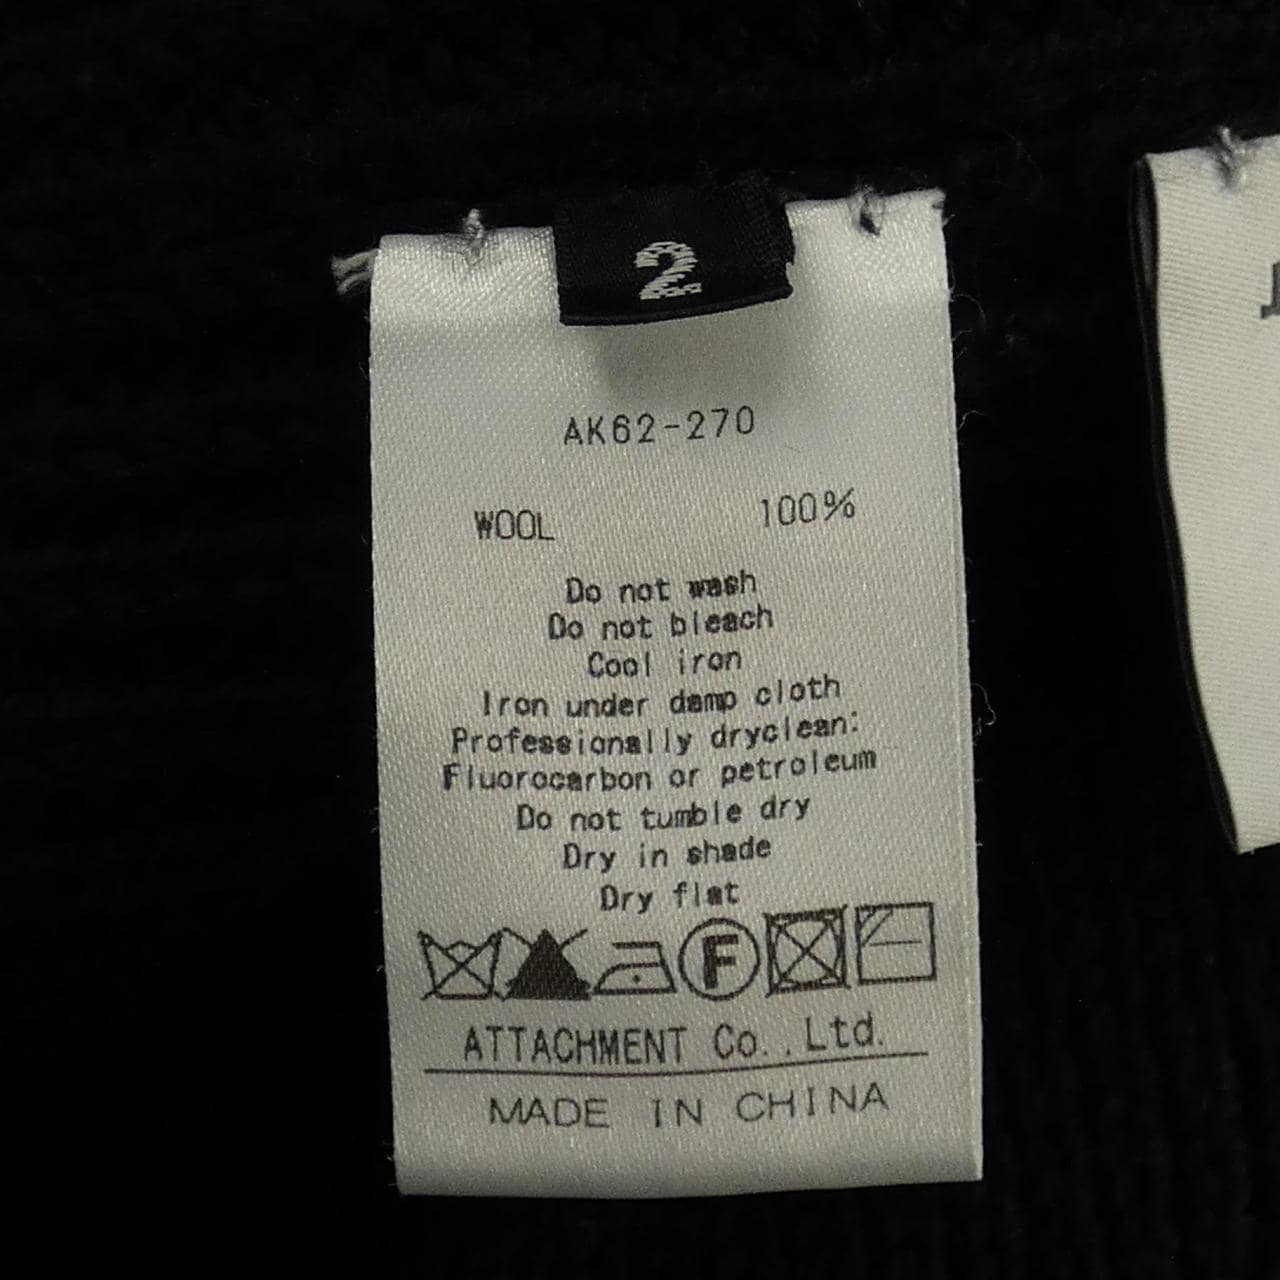 2
AK62-270
WOOL 100%
Do not wash
Do not bleach
Cool iron
Iron under damp cloth
Professionally dryclean:
Fluorocarbon or petroleum
Do not tumble dry
Dry in shade
Dry flat
F
ATTACHMENT Co.,Ltd.
MADE IN CHINA